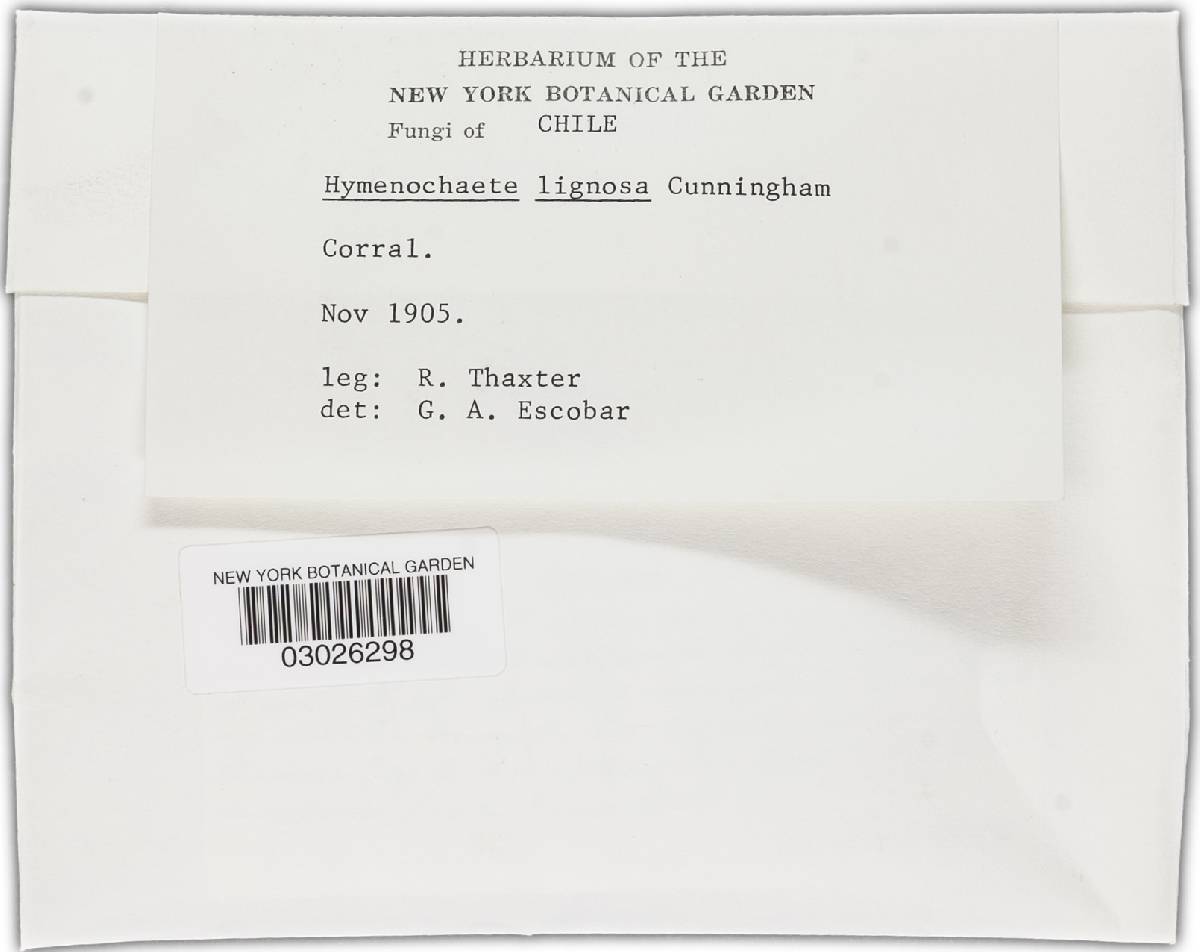 HERBARIUM OF THE
NEW YORK BOTANICAL GARDEN
Fungi of CHILE
Hymenochaete lignosa Cunningham
Corral.
Nov 1905.
leg: R. Thaxter
det: G. A. Escobar
NEW YORK BOTANICAL GARDEN
03026298